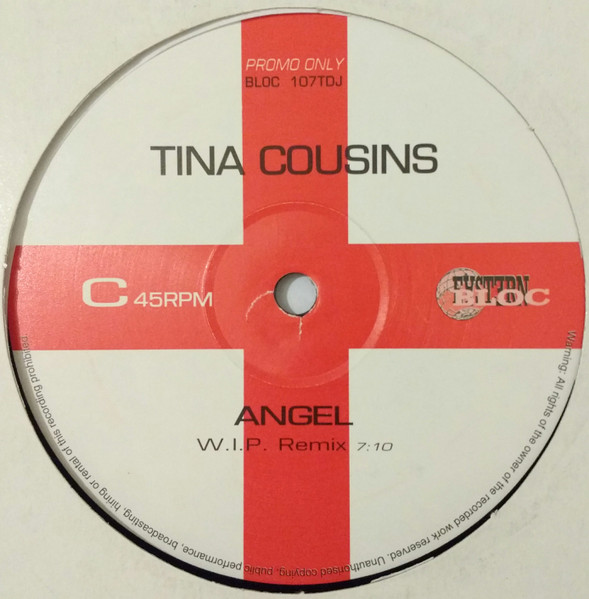 PROMO ONLY
BLOC 107TDJ
TINA COUSINS
C 45RPM
EASTERN
BLOC
ANGEL
W.I.P. Remix 7:10
Warning: All rights of the owner of the recorded work reserved. Unauthorised copying, public performance, broadcasting, hiring or rental of this recording prohibited